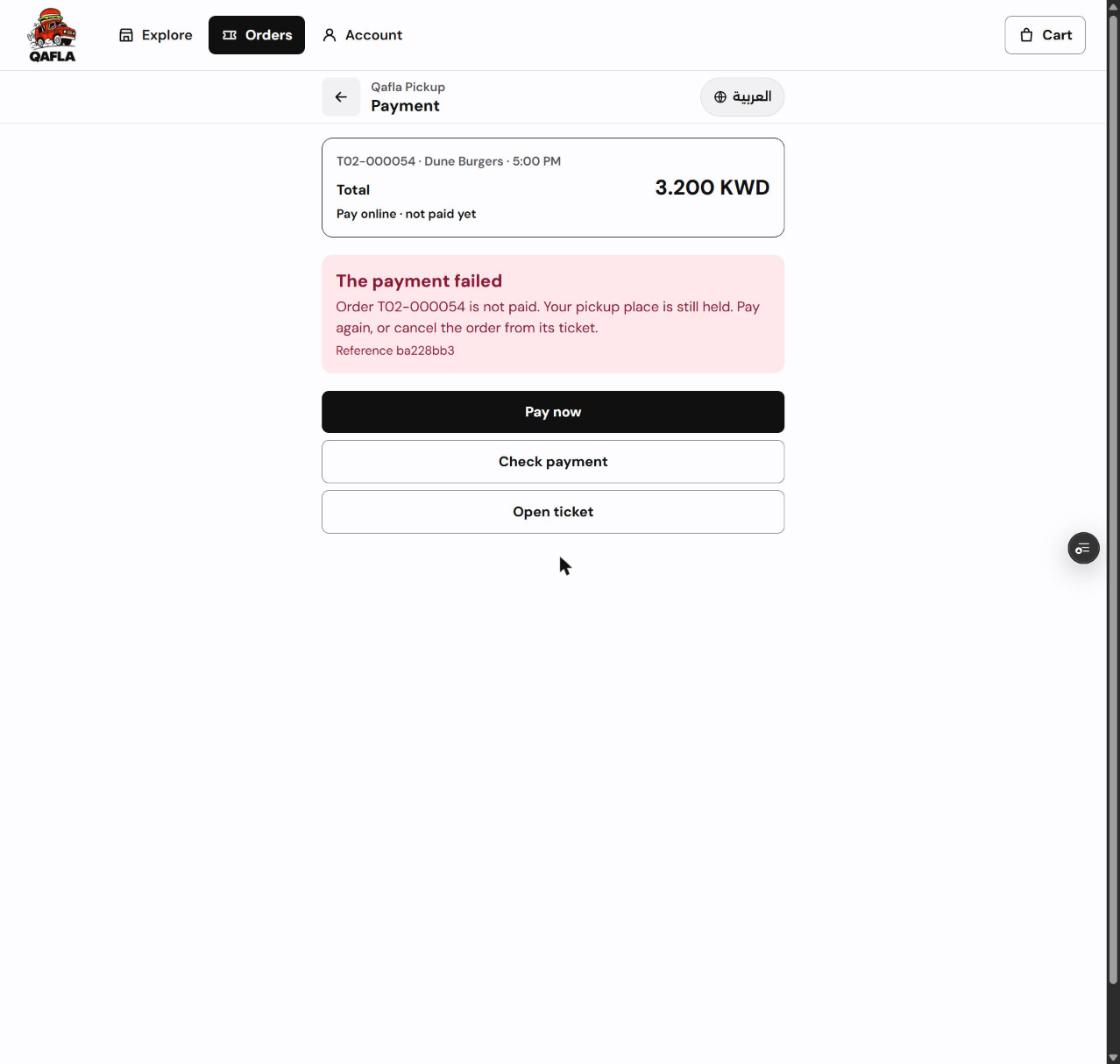 QAFLA
Explore
Orders
Account
Cart
Qafla Pickup
Payment
العربية
T02-000054 · Dune Burgers · 5:00 PM
Total
3.200 KWD
Pay online · not paid yet
The payment failed
Order T02-000054 is not paid. Your pickup place is still held. Pay
again, or cancel the order from its ticket.
Reference ba228bb3
Pay now
Check payment
Open ticket